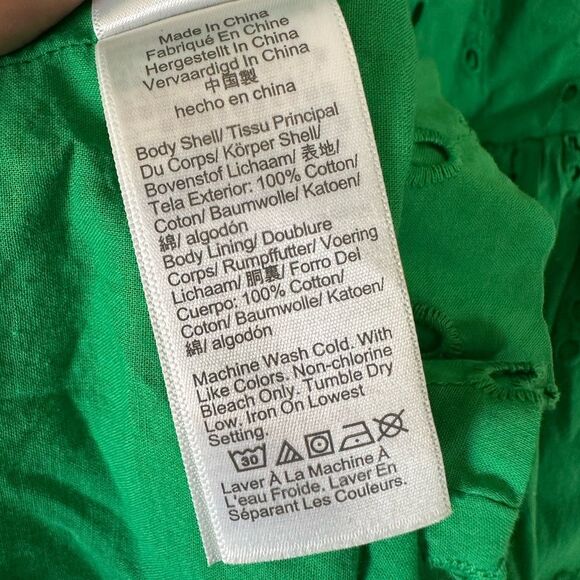 Made In China
Fabriqué En Chine
Hergestellt In China
Vervaardigd In China
中国製
hecho en china
Body Shell/ Tissu Principal
Du Corps/ Körper Shell/
Bovenstof Lichaam/ 表地/
Tela Exterior: 100% Cotton/
Coton/ Baumwolle/ Katoen/
綿/ algodón
Body Lining/ Doublure
Corps/ Rumpffutter/ Voering
Lichaam/ 胴裏/ Forro Dei
Cuerpo: 100% Cotton/
Coton/ Baumwolle/ Katoen/
綿/ algodón
Machine Wash Cold. With
Like Colors. Non-chlorine
Bleach Only. Tumble Dry
Low. Iron On Lowest
Setting.
30
Laver À La Machine À
L'eau Froide. Laver En
Séparant Les Couleurs.